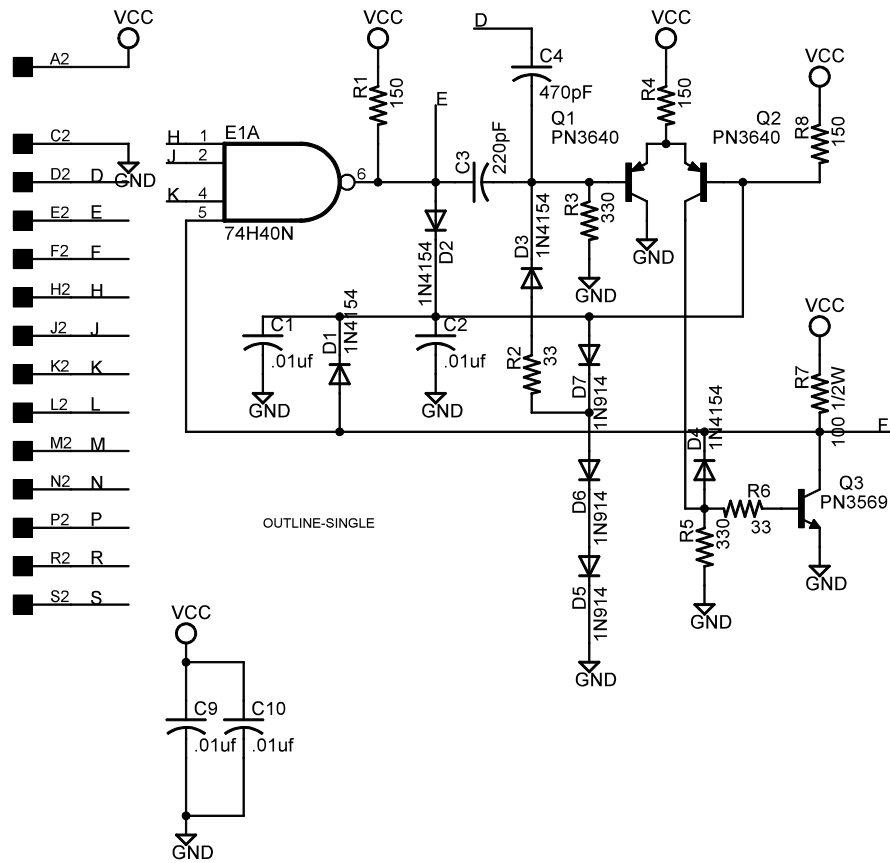 VCC
A2
C2
GND
D2 D
E2 E
F2 F
H2 H
J2 J
K2 K
L2 L
M2 M
N2 N
P2 P
R2 R
S2 S
H 1
J 2
K 4
5
6
E1A
74H40N
VCC
R1
150
E
D
C4
470pF
C3
220pF
VCC
R4
150
Q1
PN3640
Q2
PN3640
VCC
R8
150
R3
330
GND
GND
D2
1N4154
D3
1N4154
C1
.01uf
GND
D1
1N4154
C2
.01uf
GND
R2
33
D7
1N914
D6
1N914
D5
1N914
GND
VCC
R7
100 1/2W
F
D4
1N4154
R6
33
Q3
PN3569
R5
330
GND
GND
OUTLINE-SINGLE
VCC
C9
.01uf
C10
.01uf
GND